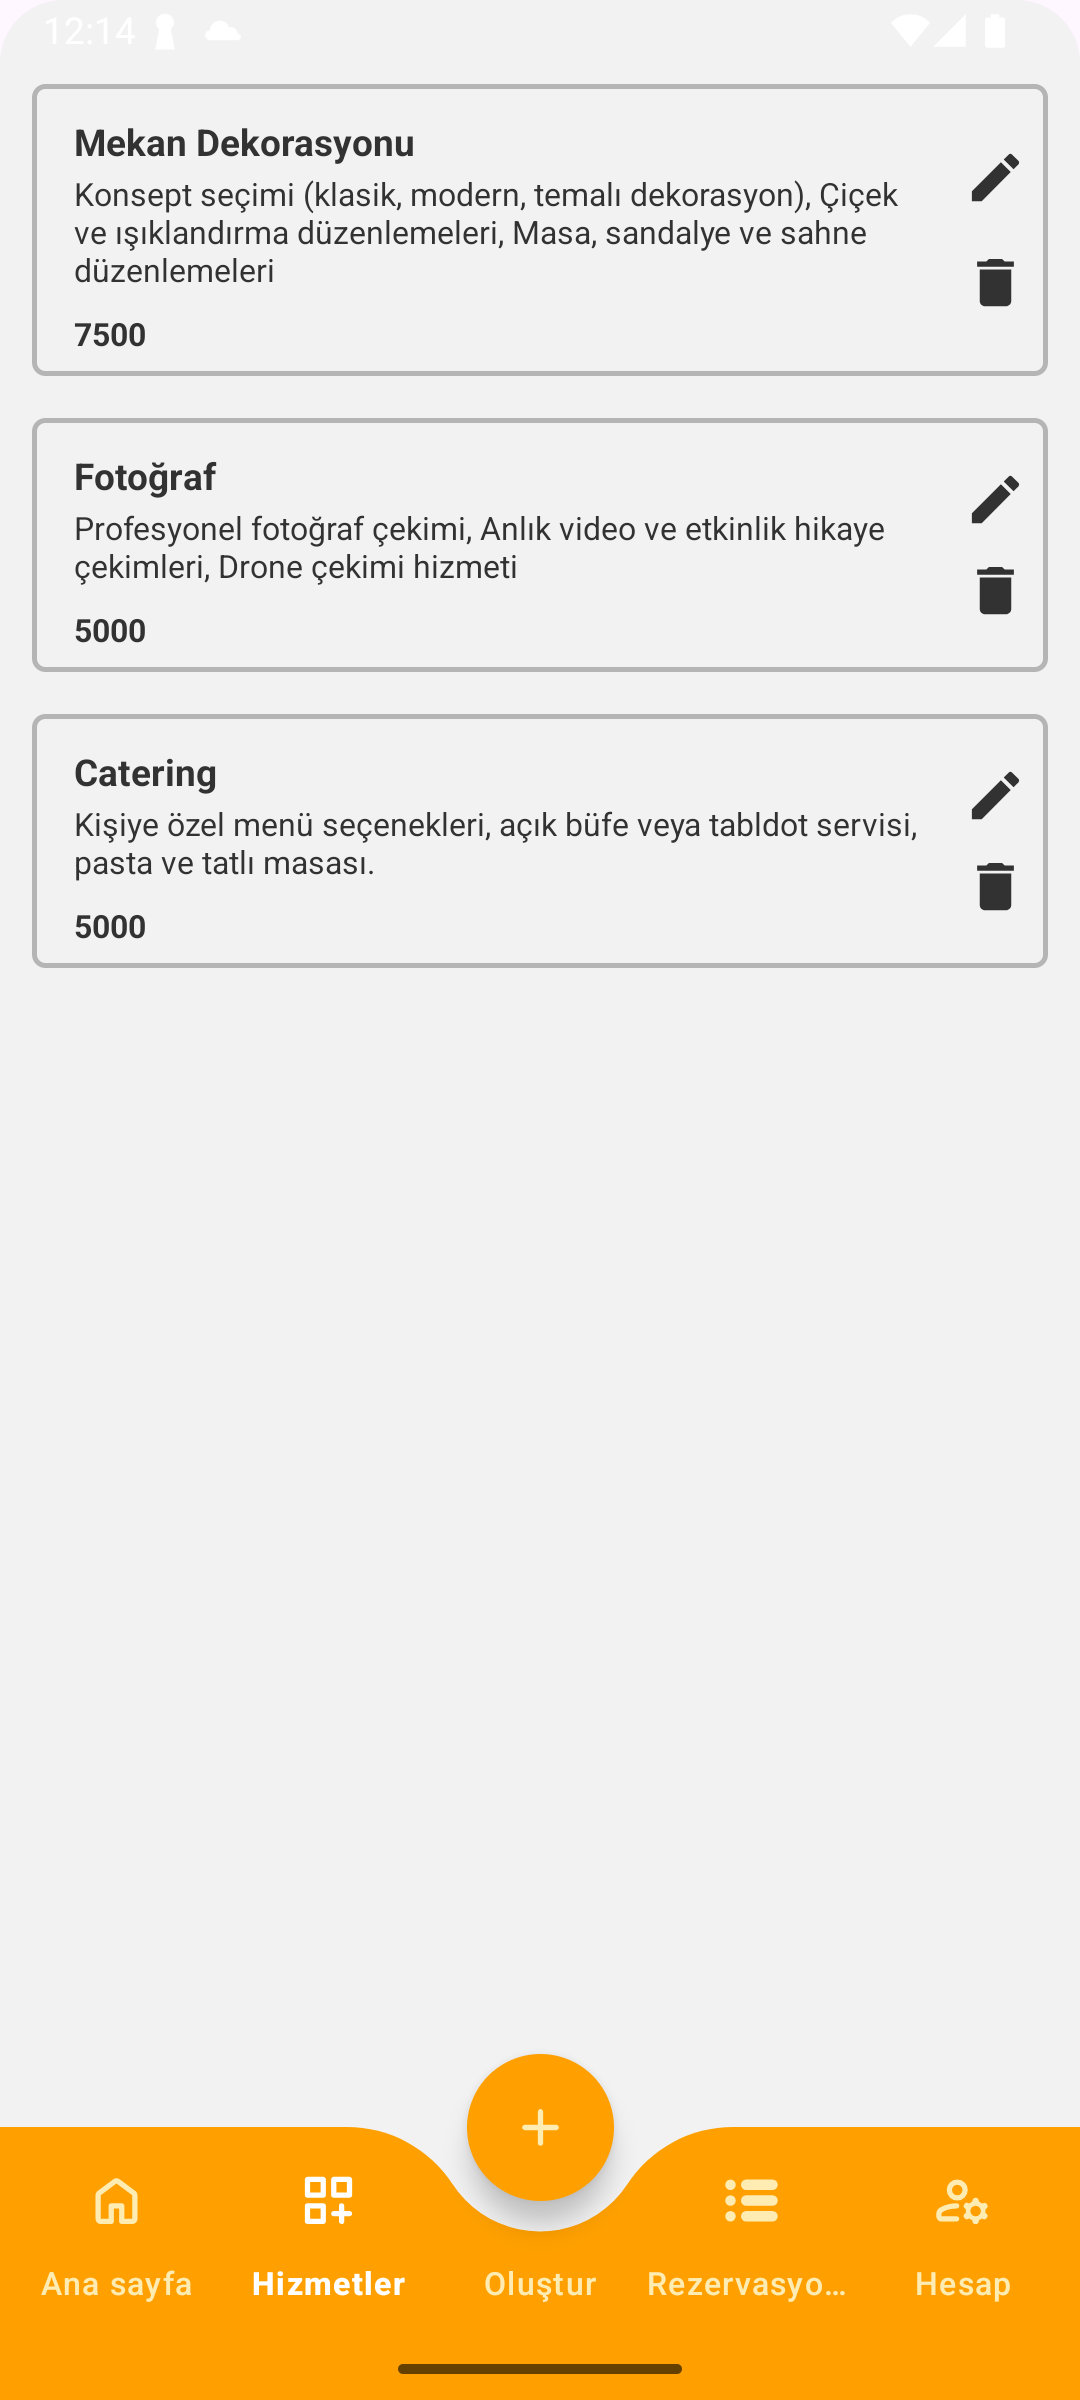 12:14
Mekan Dekorasyonu
Konsept seçimi (klasik, modern, temalı dekorasyon), Çiçek
ve ışıklandırma düzenlemeleri, Masa, sandalye ve sahne
düzenlemeleri
7500
Fotoğraf
Profesyonel fotoğraf çekimi, Anlık video ve etkinlik hikaye
çekimleri, Drone çekimi hizmeti
5000
Catering
Kişiye özel menü seçenekleri, açık büfe veya tabldot servisi,
pasta ve tatlı masası.
5000
Ana sayfa
Hizmetler
Oluştur
Rezervasyo...
Hesap